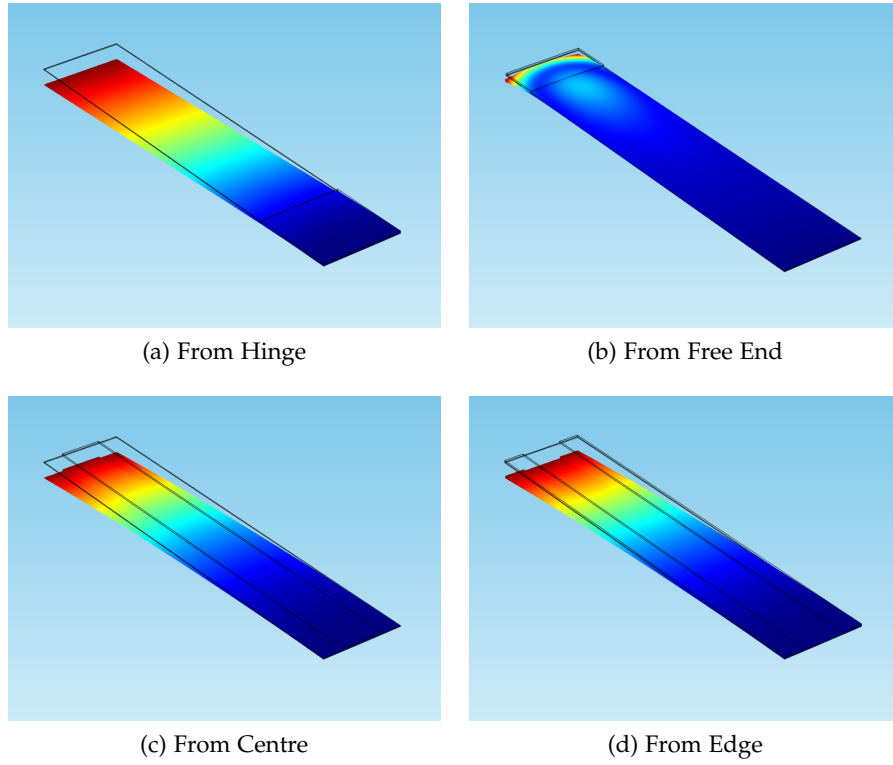 (a) From Hinge
(b) From Free End
(c) From Centre
(d) From Edge